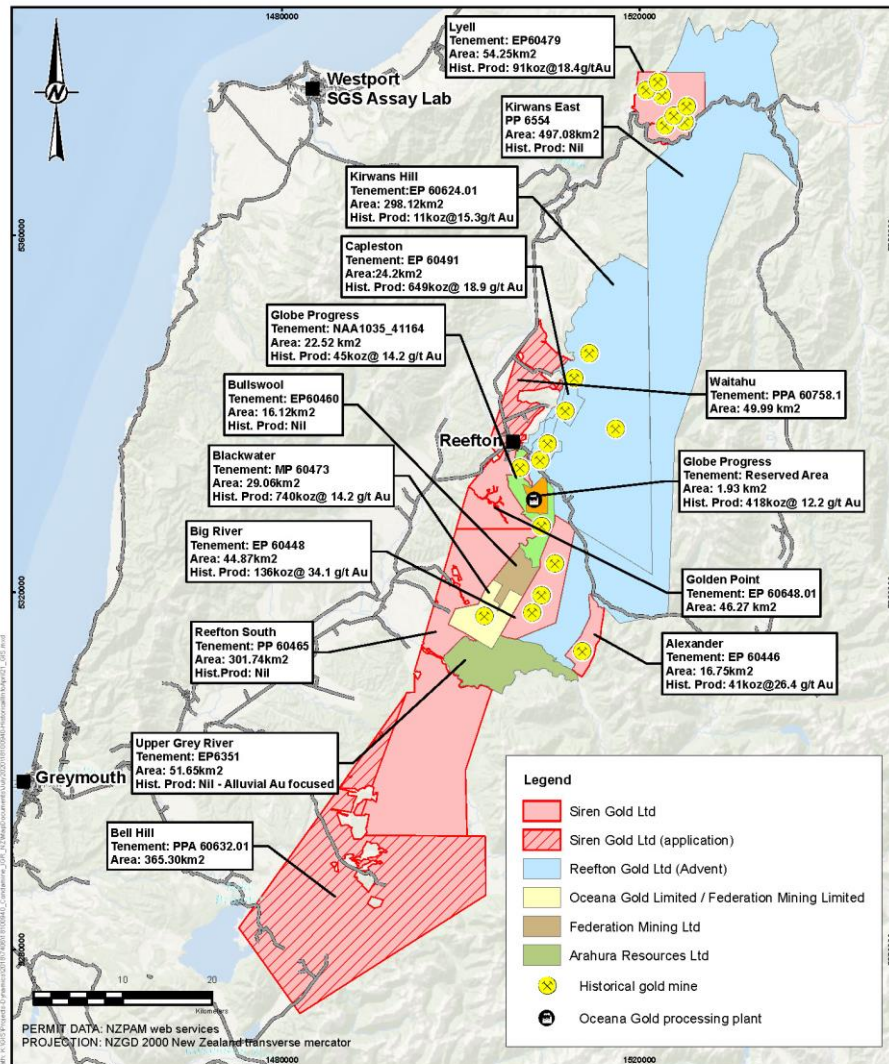 1480000
1520000
Lyell
Tenement: EP60479
Area: 54.25km2
Hist. Prod: 91koz@18.4g/tAu
Westport
SGS Assay Lab
Kirwans East
PP 6554
Area: 497.08km2
Hist. Prod: Nil
Kirwans Hill
Tenement:EP 60624.01
Area: 298.12km2
Hist. Prod: 11koz@15.3g/t Au
5360000
Capleston
Tenement: EP 60491
Area:24.2km2
Hist. Prod: 649koz@ 18.9 g/t Au
Globe Progress
Tenement: NAA1035_41164
Area: 22.52 km2
Hist. Prod: 45koz@ 14.2 g/t Au
Bullswool
Tenement: EP60460
Area: 16.12km2
Hist. Prod: Nil
Waitahu
Tenement: PPA 60758.1
Area: 49.99 km2
Reefton
Blackwater
Tenement: MP 60473
Area: 29.06km2
Hist. Prod: 740koz@ 14.2 g/t Au
Globe Progress
Tenement: Reserved Area
Area: 1.93 km2
Hist. Prod: 418koz@ 12.2 g/t Au
Big River
Tenement: EP 60448
Area: 44.87km2
Hist. Prod: 136koz@ 34.1 g/t Au
Golden Point
Tenement: EP 60648.01
Area: 46.27 km2
5320000
Reefton South
Tenement: PP 60465
Area: 301.74km2
Hist.Prod: Nil
Alexander
Tenement: EP 60446
Area: 16.75km2
Hist. Prod: 41koz@26.4 g/t Au
Upper Grey River
Tenement: EP6351
Area: 51.65km2
Hist. Prod: Nil - Alluvial Au focused
Greymouth
Bell Hill
Tenement: PPA 60632.01
Area: 365.30km2
Legend
Siren Gold Ltd
Siren Gold Ltd (application)
Reefton Gold Ltd (Advent)
Oceana Gold Limited / Federation Mining Limited
Federation Mining Ltd
Arahura Resources Ltd
Historical gold mine
Oceana Gold processing plant
5280000
10
20
Kilometers
PERMIT DATA: NZPAM web services
PROJECTION: NZGD 2000 New Zealand transverse mercator
1480000
1520000